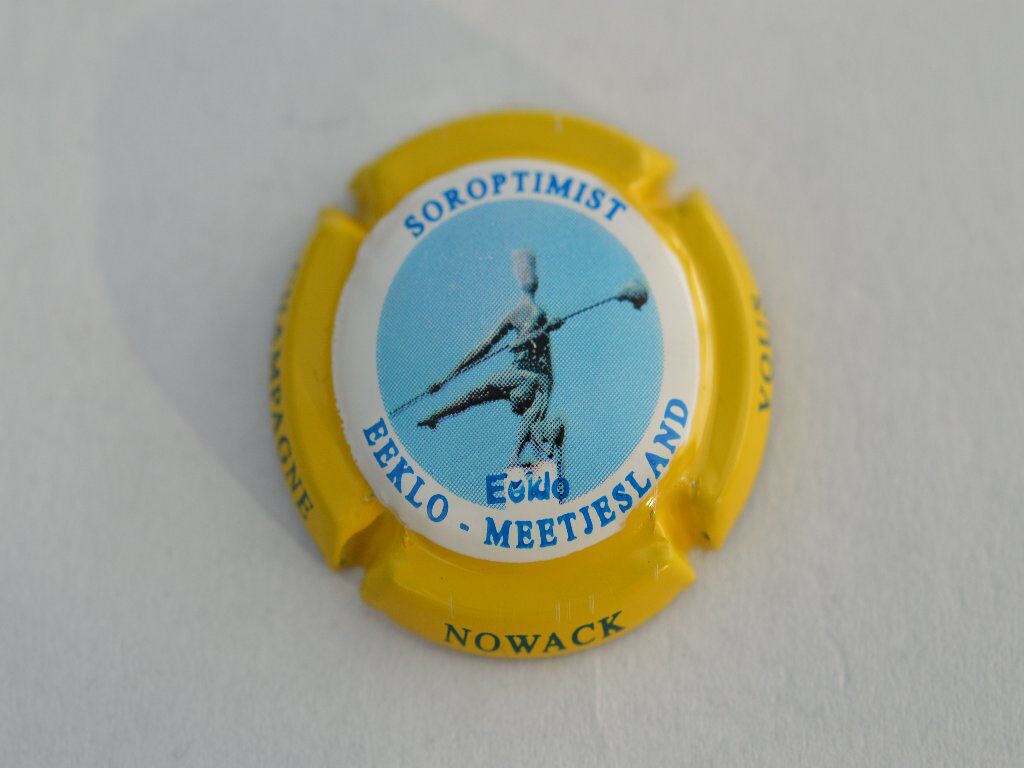 SOROPTIMIST
Eeklo
EEKLO - MEETJESLAND
CHAMPAGNE
NOWACK